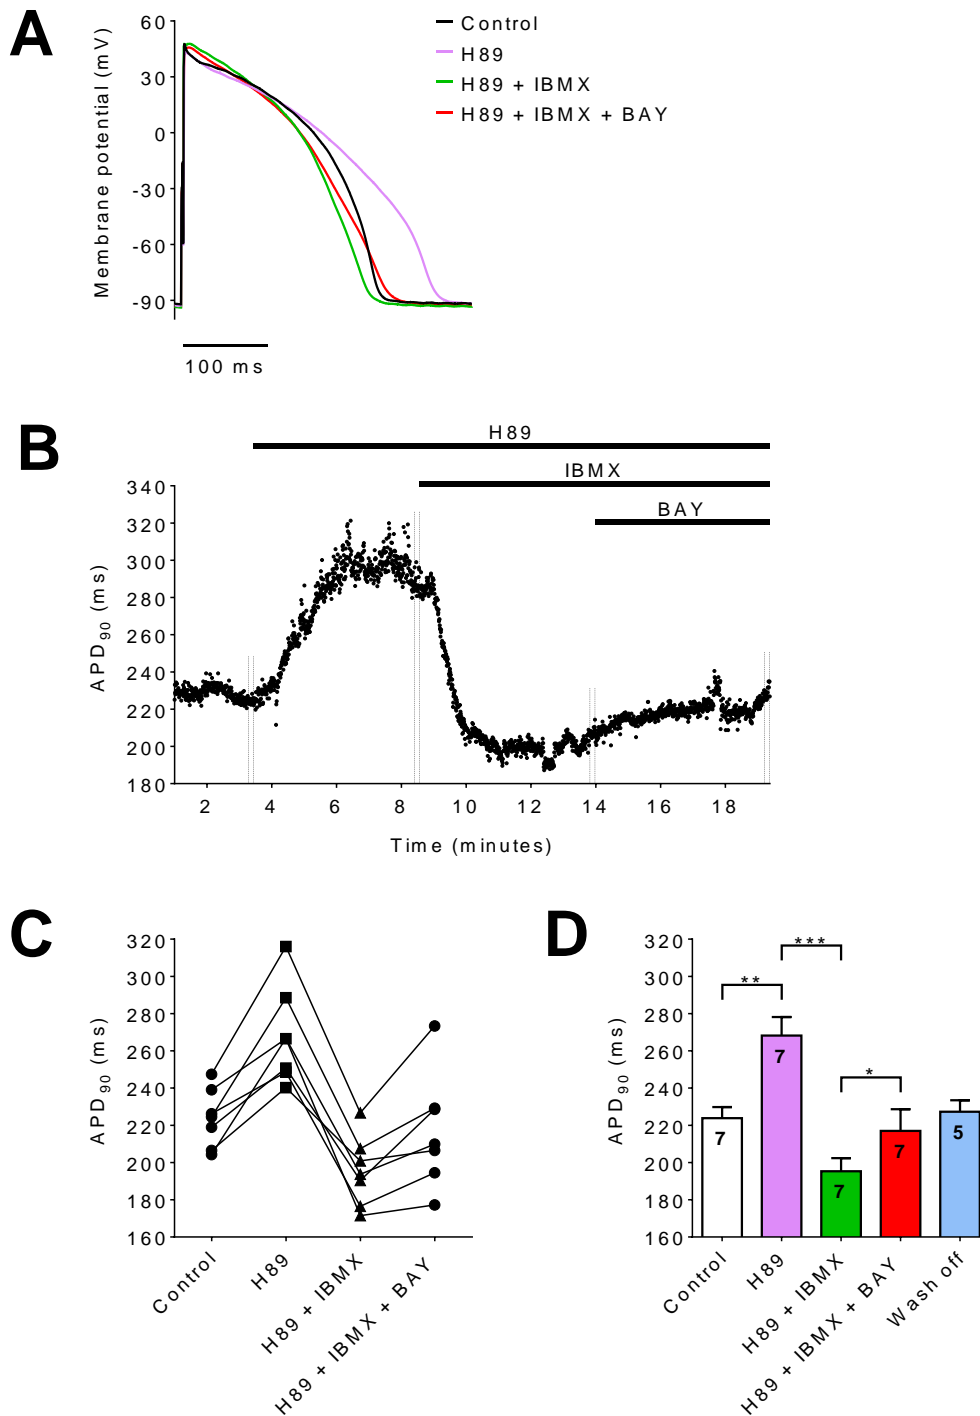 A
Membrane potential (mV)
60
30
0
-30
-60
-90
Control
H89
H89 + IBMX
H89 + IBMX + BAY
100 ms
B
H89
IBMX
BAY
APD90 (ms)
340
320
300
280
260
240
220
200
180
2 4 6 8 10 12 14 16 18
Time (minutes)
C
APD90 (ms)
320
300
280
260
240
220
200
180
160
Control
H89
H89 + IBMX
H89 + IBMX + BAY
D
APD90 (ms)
320
300
280
260
240
220
200
180
160
***
**
*
7
7
7
7
5
Control
H89
H89 + IBMX
H89 + IBMX + BAY
Wash off